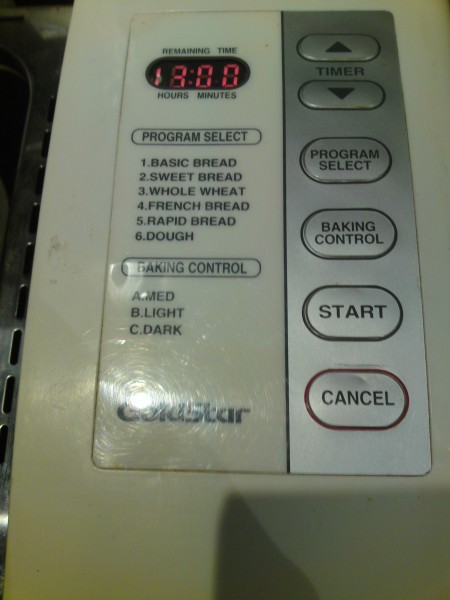 REMAINING TIME
13:00
HOURS MINUTES
PROGRAM SELECT
1.BASIC BREAD
2.SWEET BREAD
3.WHOLE WHEAT
4.FRENCH BREAD
5.RAPID BREAD
6.DOUGH
BAKING CONTROL
A.MED
B.LIGHT
C.DARK
GoldStar
TIMER
PROGRAM
SELECT
BAKING
CONTROL
START
CANCEL